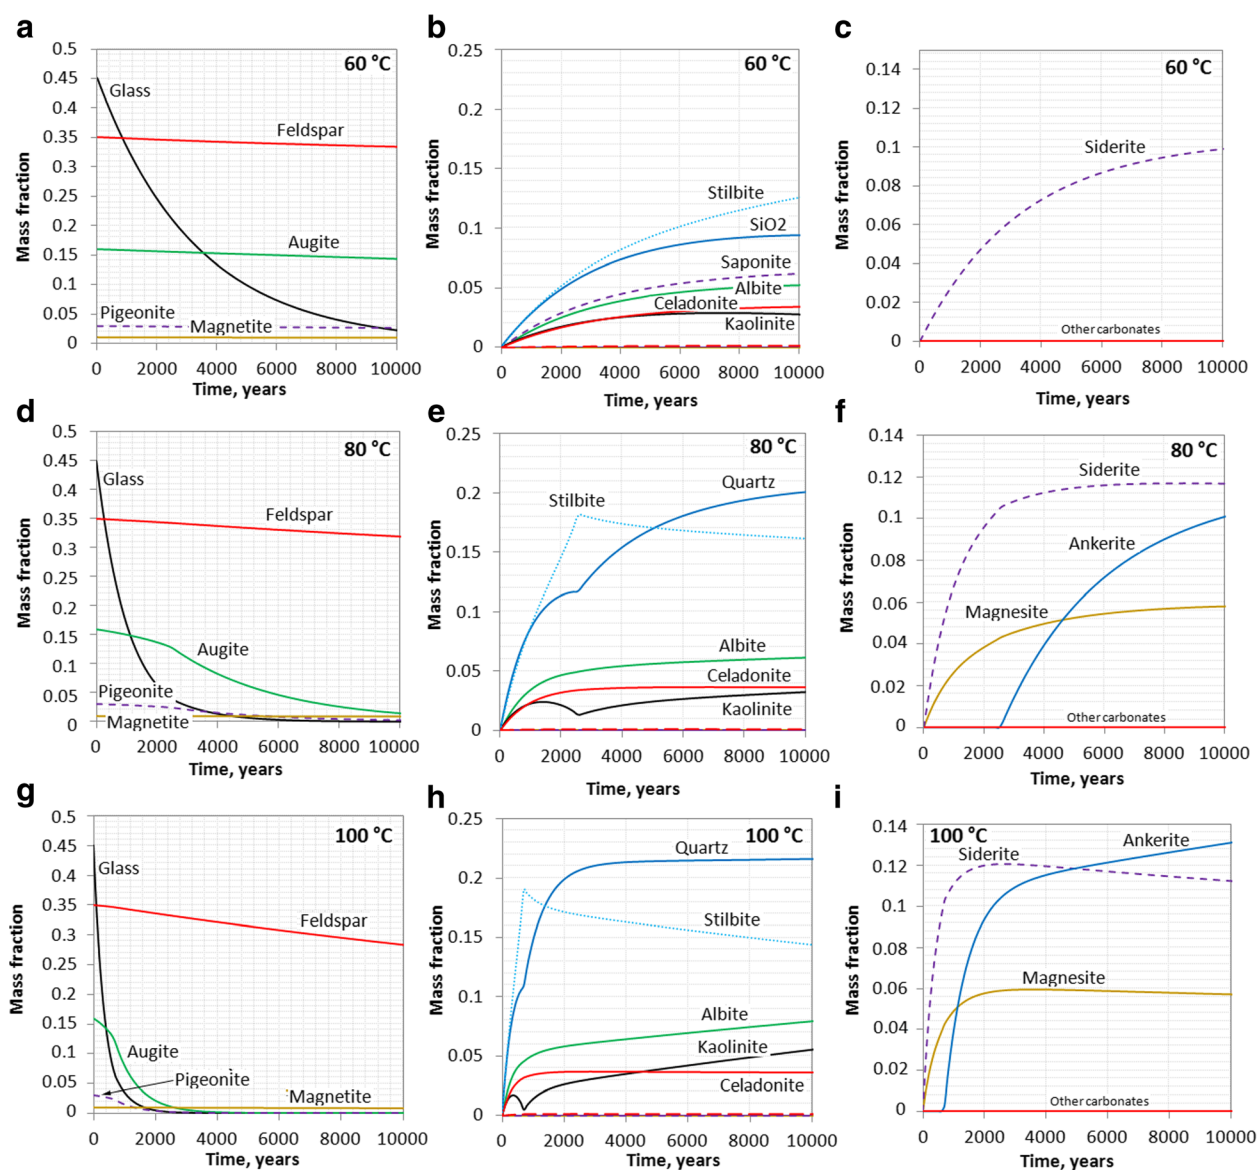 a
0.5
0.45
0.4
0.35
0.3
0.25
0.2
0.15
0.1
0.05
0
60 °C
Glass
Feldspar
Augite
Pigeonite
Magnetite
Mass fraction
0 2000 4000 6000 8000 10000
Time, years
b
0.25
0.2
0.15
0.1
0.05
0
60 °C
Stilbite
SiO2
Saponite
Albite
Celadonite
Kaolinite
Mass fraction
0 2000 4000 6000 8000 10000
Time, years
c
0.14
0.12
0.1
0.08
0.06
0.04
0.02
0
60 °C
Siderite
Other carbonates
Mass fraction
0 2000 4000 6000 8000 10000
Time, years
d
0.5
0.45
0.4
0.35
0.3
0.25
0.2
0.15
0.1
0.05
0
80 °C
Glass
Feldspar
Augite
Pigeonite
Magnetite
Mass fraction
0 2000 4000 6000 8000 10000
Time, years
e
0.25
0.2
0.15
0.1
0.05
0
80 °C
Quartz
Stilbite
Albite
Celadonite
Kaolinite
Mass fraction
0 2000 4000 6000 8000 10000
Time, years
f
0.14
0.12
0.1
0.08
0.06
0.04
0.02
0
80 °C
Siderite
Ankerite
Magnesite
Other carbonates
Mass fraction
0 2000 4000 6000 8000 10000
Time, years
g
0.5
0.45
0.4
0.35
0.3
0.25
0.2
0.15
0.1
0.05
0
100 °C
Glass
Feldspar
Augite
Pigeonite
Magnetite
Mass fraction
0 2000 4000 6000 8000 10000
Time, years
h
0.25
0.2
0.15
0.1
0.05
0
100 °C
Quartz
Stilbite
Albite
Kaolinite
Celadonite
Mass fraction
0 2000 4000 6000 8000 10000
Time, years
i
0.14
0.12
0.1
0.08
0.06
0.04
0.02
0
100 °C
Ankerite
Siderite
Magnesite
Other carbonates
Mass fraction
0 2000 4000 6000 8000 10000
Time, years